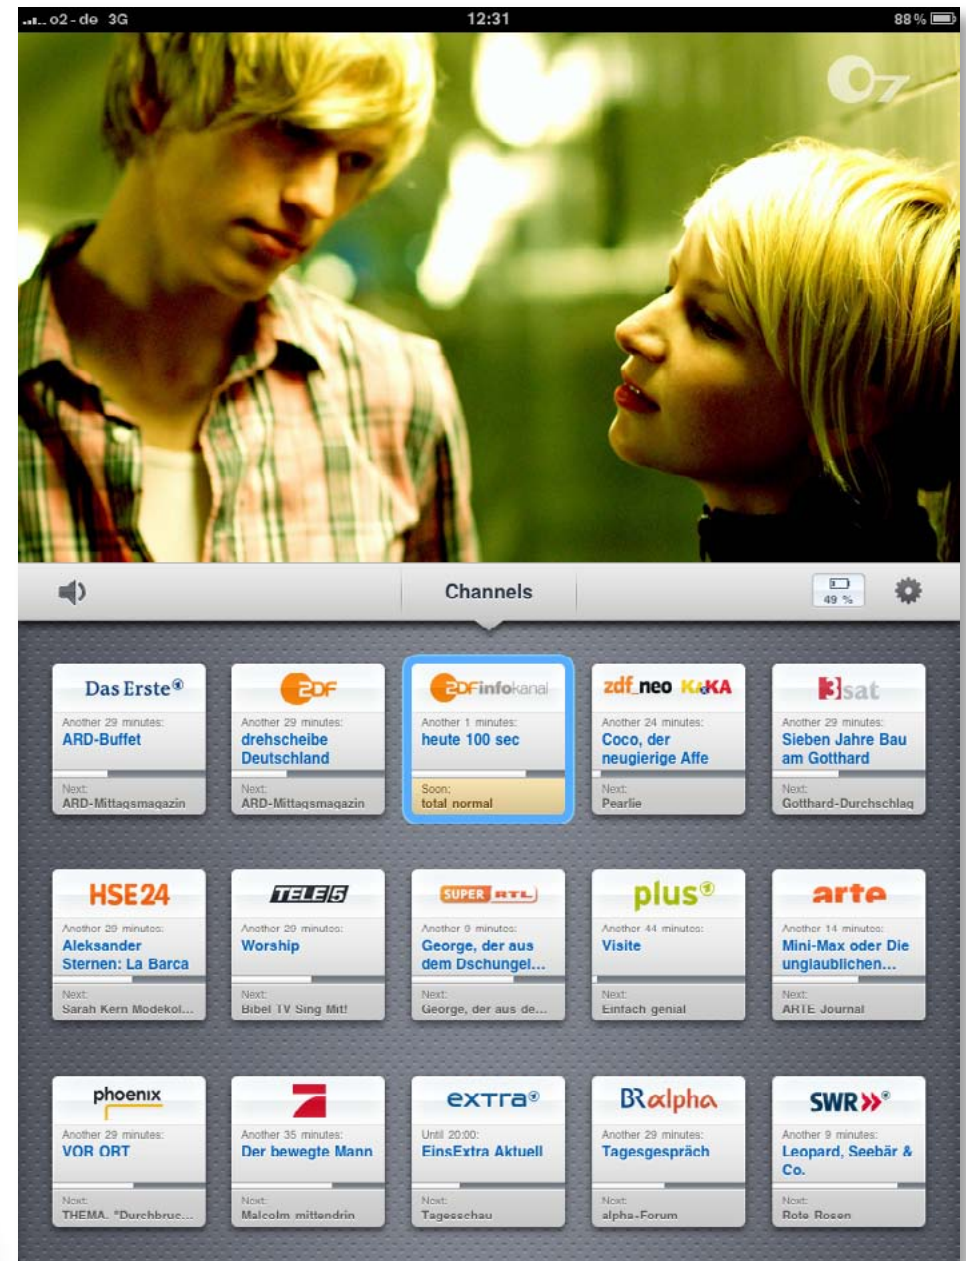 o2-de 3G 12:31 88%
O7
Channels
49 %
Das Erste
Another 29 minutes:
ARD-Buffet
Next:
ARD-Mittagsmagazin
ZDF
Another 29 minutes:
drehscheibe
Deutschland
Next:
ARD-Mittagsmagazin
ZDFinfokanal
Another 1 minutes:
heute 100 sec
Soon:
total normal
zdf_neo KiKA
Another 24 minutes:
Coco, der
neugierige Affe
Next:
Pearlie
3sat
Another 29 minutes:
Sieben Jahre Bau
am Gotthard
Next:
Gotthard-Durchschlag
HSE24
Another 29 minutes:
Aleksander
Sternen: La Barca
Next:
Sarah Kern Modekol...
TELE 5
Another 29 minutes:
Worship
Next:
Bibel TV Sing Mit!
SUPER RTL
Another 9 minutes:
George, der aus
dem Dschungel...
Next:
George, der aus de...
plus
Another 44 minutes:
Visite
Next:
Einfach genial
arte
Another 14 minutes:
Mini-Max oder Die
unglaublichen...
Next:
ARTE Journal
phoenix
Another 29 minutes:
VOR ORT
Next:
THEMA. "Durchbruc...
7
Another 35 minutes:
Der bewegte Mann
Next:
Malcolm mittendrin
extra
Until 20:00:
EinsExtra Aktuell
Next:
Tagesschau
BR alpha
Another 29 minutes:
Tagesgespräch
Next:
alpha-Forum
SWR
Another 9 minutes:
Leopard, Seebär &
Co.
Next:
Rote Rosen